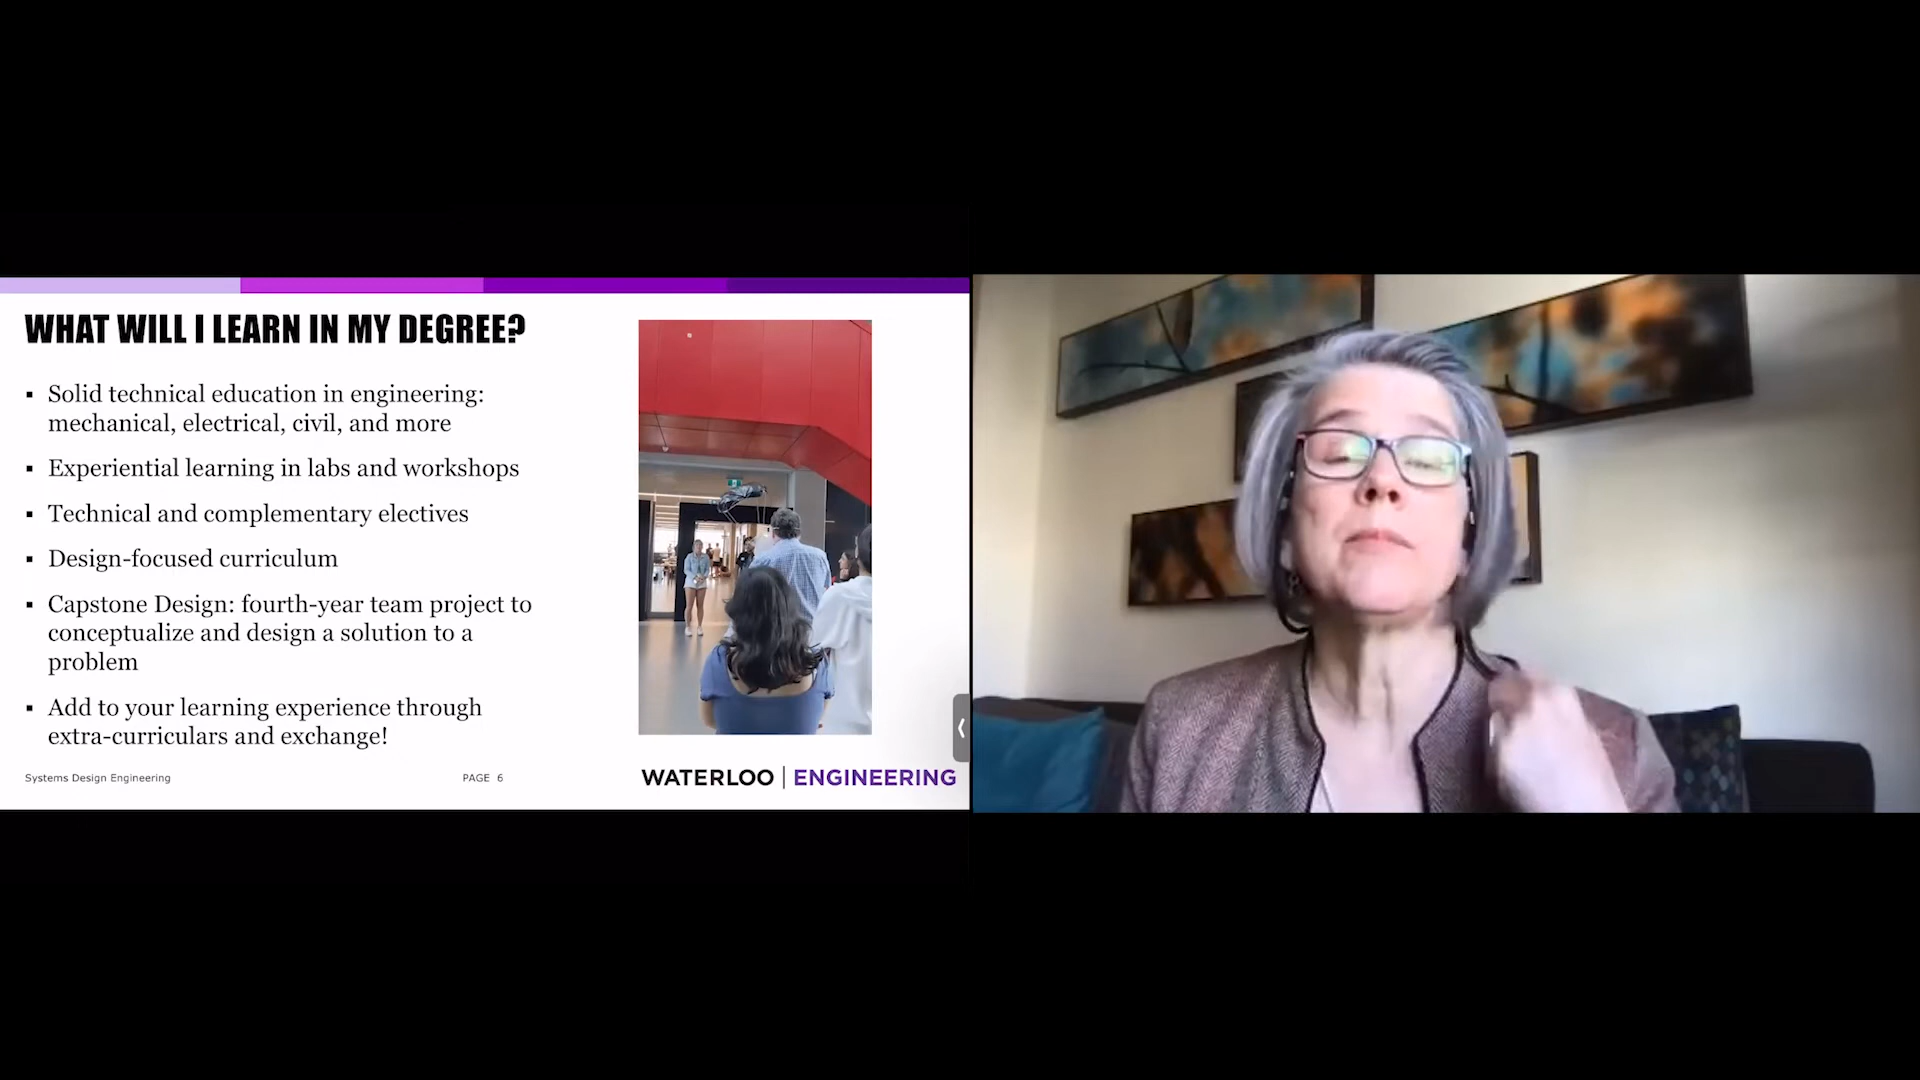 WHAT WILL I LEARN IN MY DEGREE?
▪ Solid technical education in engineering:
mechanical, electrical, civil, and more
▪ Experiential learning in labs and workshops
▪ Technical and complementary electives
▪ Design-focused curriculum
▪ Capstone Design: fourth-year team project to
conceptualize and design a solution to a
problem
▪ Add to your learning experience through
extra-curriculars and exchange!
Systems Design Engineering
PAGE 6
WATERLOO | ENGINEERING